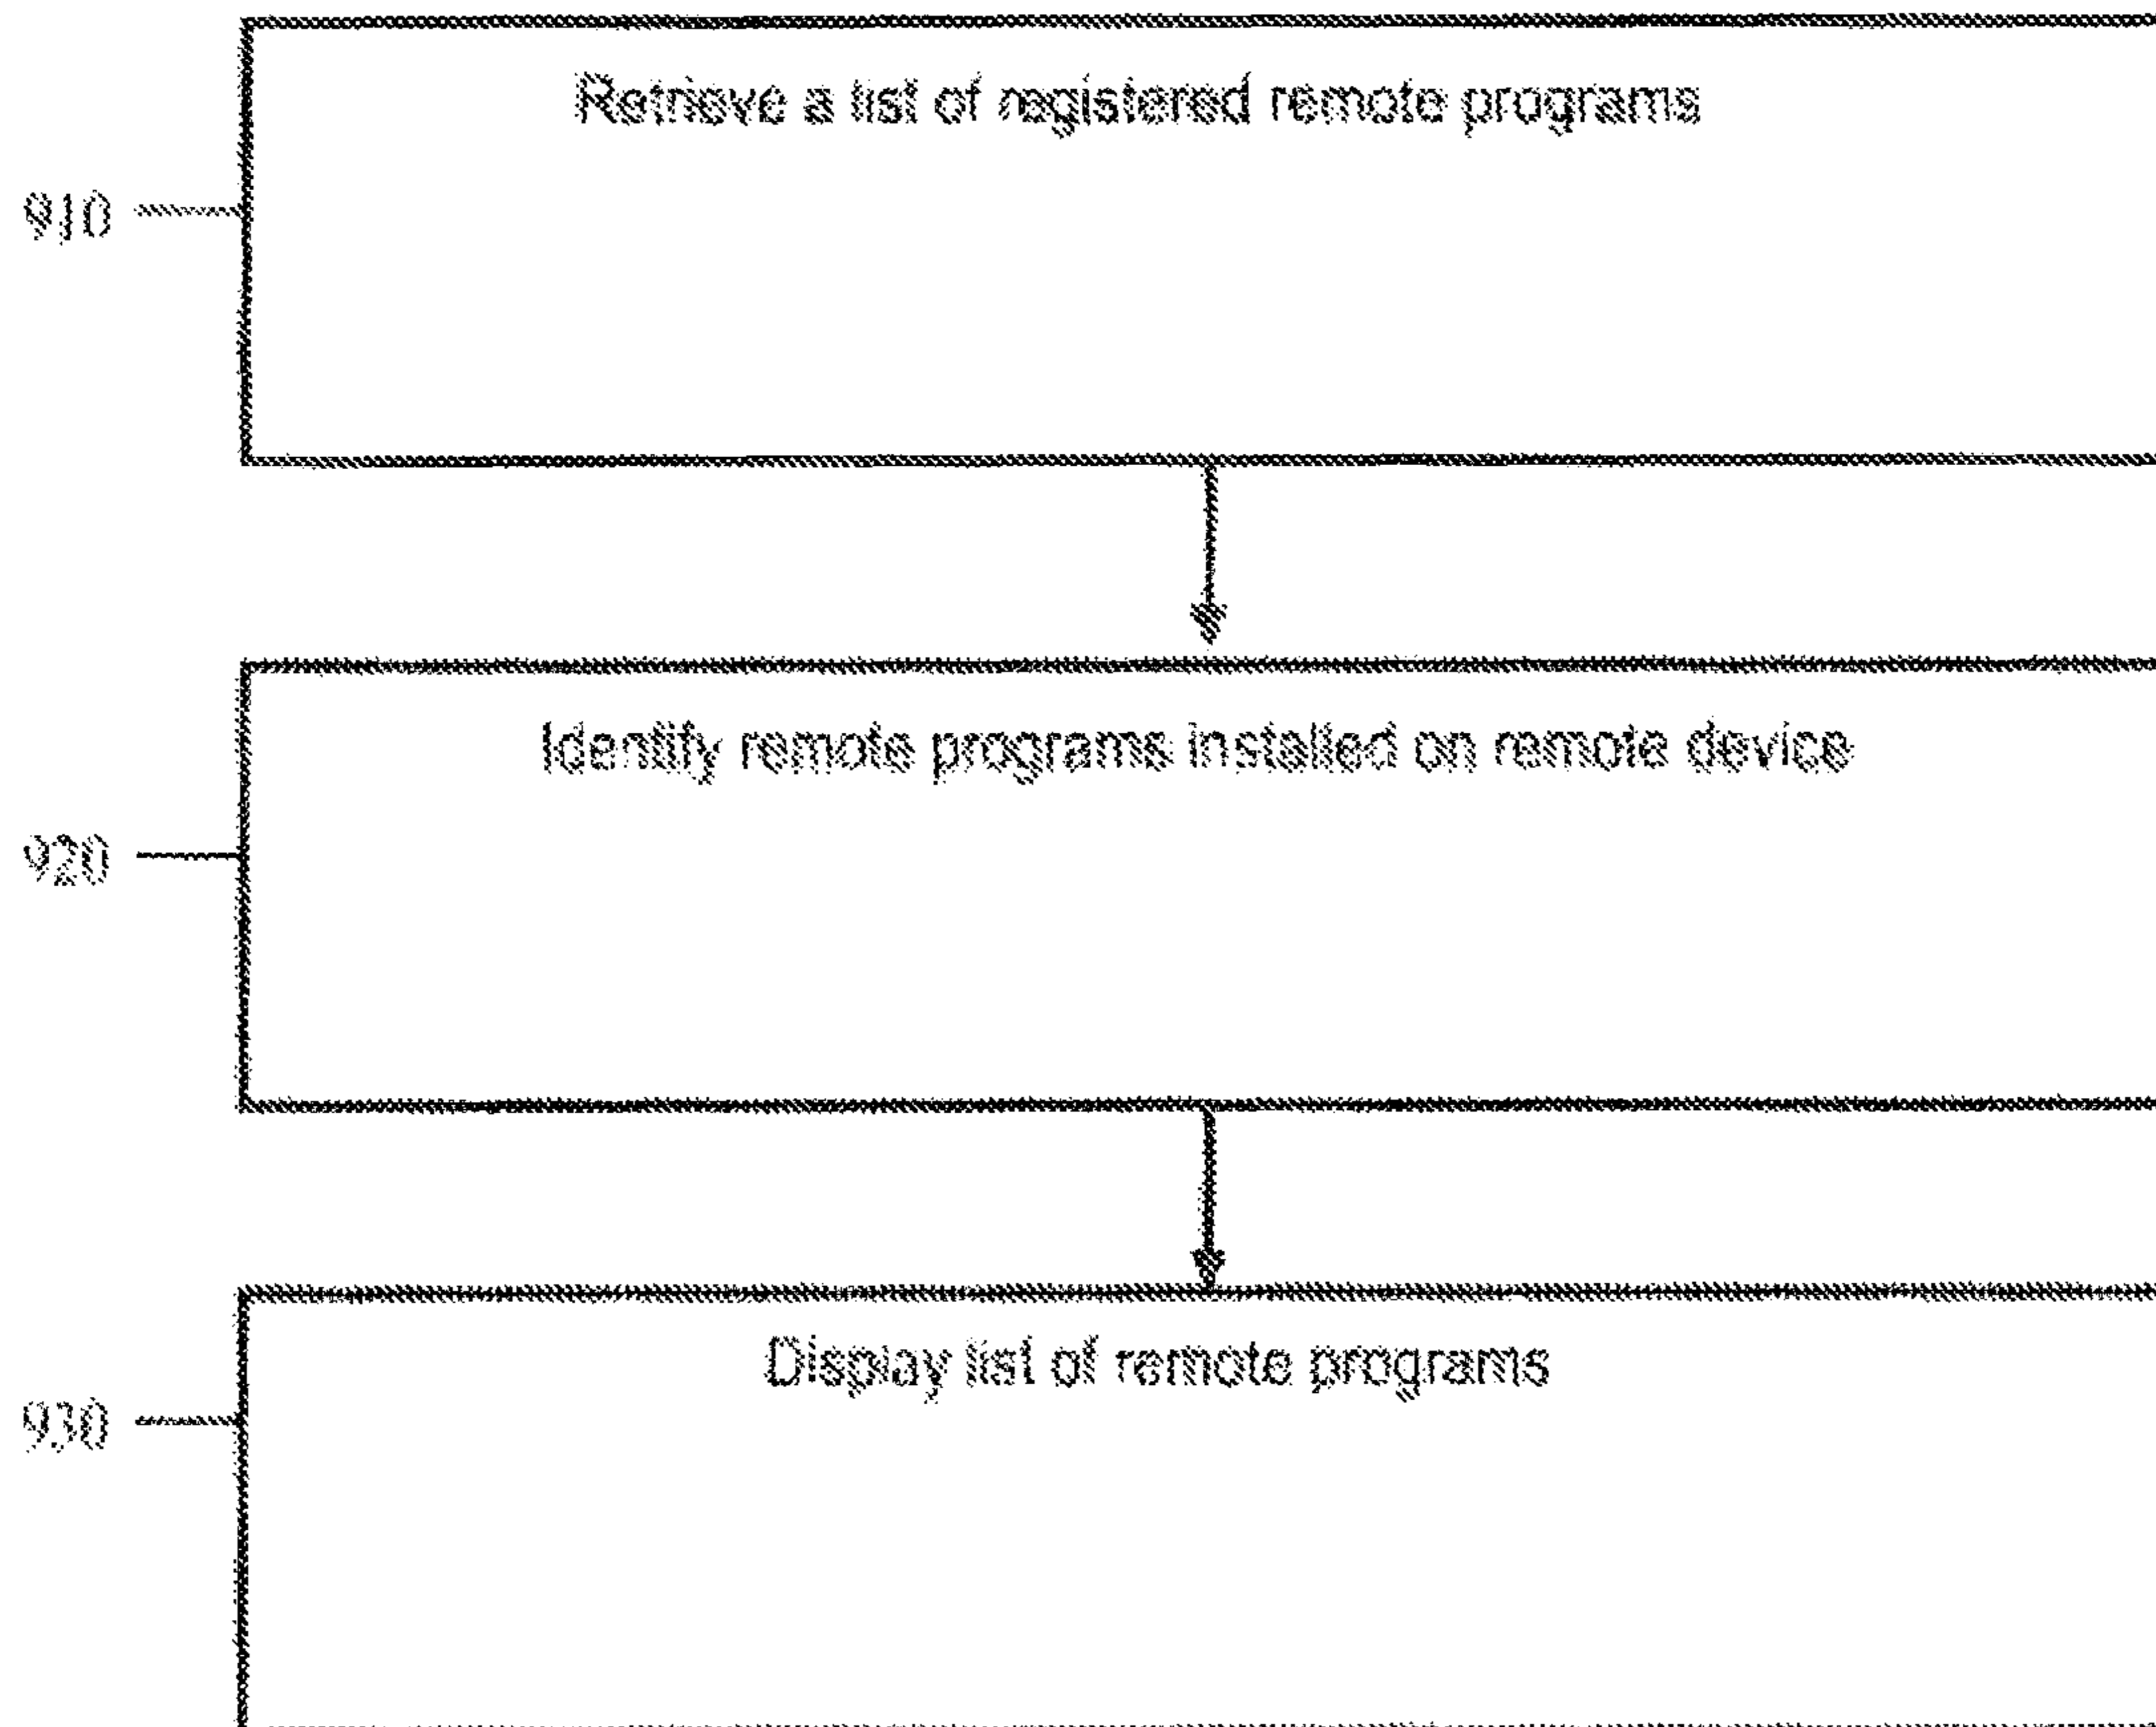 Retrieve a list of registered remote programs
910
Identify remote programs installed on remote device
920
Display list of remote programs
930